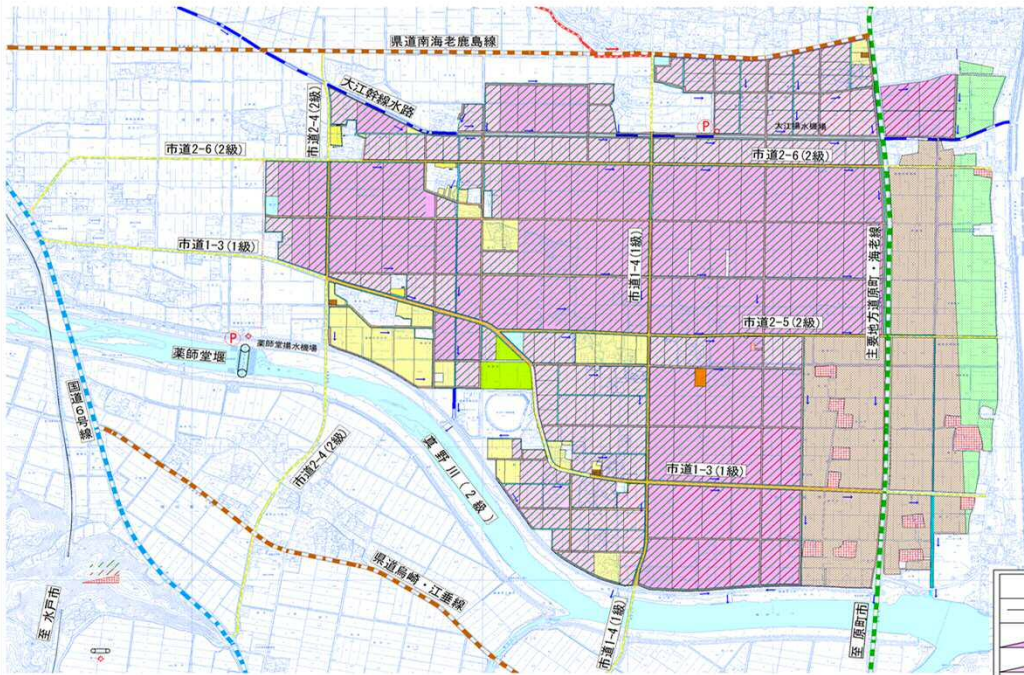 県道南海老鹿島線
大江幹線水路
市道2-4(2級)
P
大江揚水機場
市道2-6(2級)
市道2-6(2級)
市道1-3(1級)
市道1-4(1級)
主要地方道原町・海老線
市道2-5(2級)
P
薬師堂揚水機場
薬師堂堰
国道6号線
市道2-4(2級)
真野川(2級)
市道1-3(1級)
県道烏崎・江垂線
至 水戸市
市道1-4(1級)
至 原町市